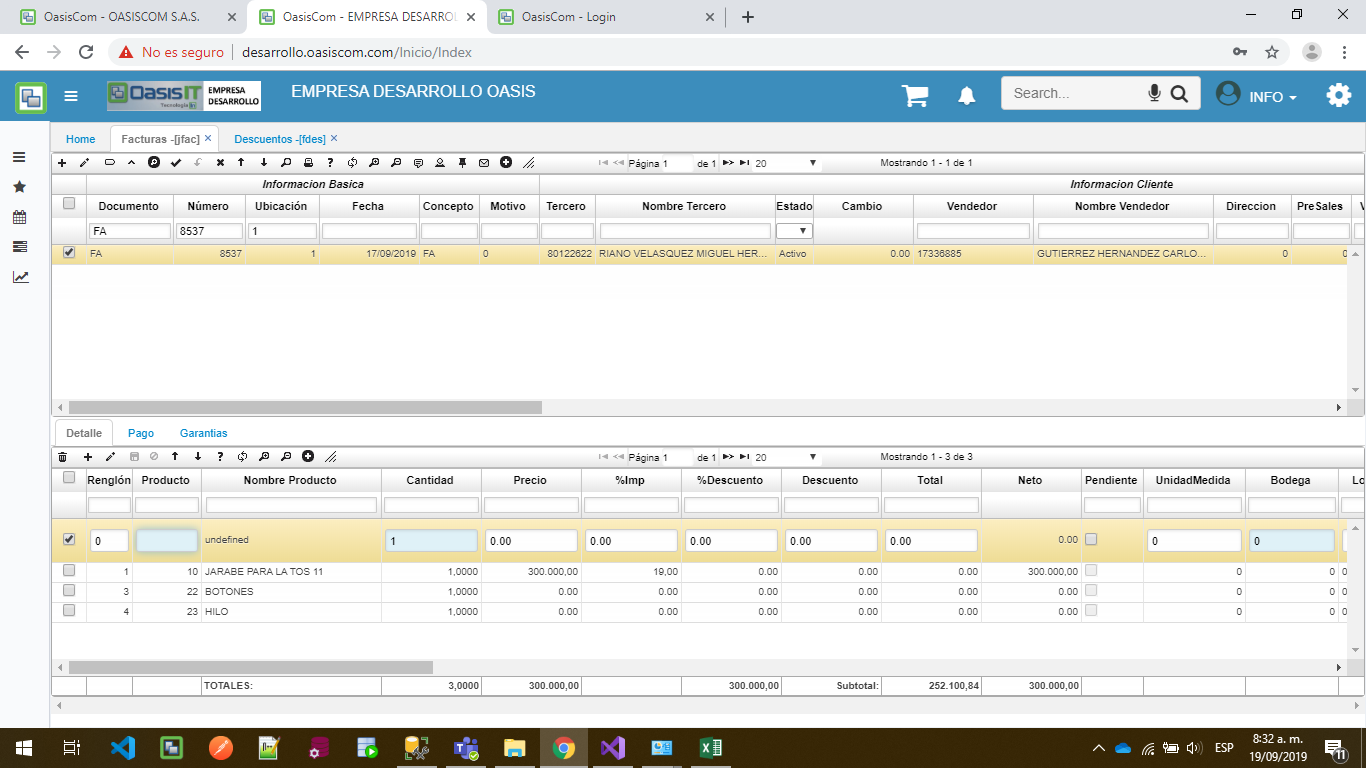 OasisCom - OASISCOM S.A.S.
OasisCom - EMPRESA DESARROL
OasisCom - Login
No es seguro desarrollo.oasiscom.com/Inicio/Index
OasisIT Tecnología EMPRESA DESARROLLO
EMPRESA DESARROLLO OASIS
Search...
INFO
Home Facturas -[jfac] Descuentos -[fdes]
Página 1 de 1 20 Mostrando 1 - 1 de 1
Informacion Basica Informacion Cliente
Documento Número Ubicación Fecha Concepto Motivo Tercero Nombre Tercero Estado Cambio Vendedor Nombre Vendedor Direccion PreSales V
FA 8537 1
FA 8537 1 17/09/2019 FA 0 80122622 RIANO VELASQUEZ MIGUEL HER... Activo 0.00 17336885 GUTIERREZ HERNANDEZ CARLO... 0 0
Detalle Pago Garantias
Página 1 de 1 20 Mostrando 1 - 3 de 3
Renglón Producto Nombre Producto Cantidad Precio %Imp %Descuento Descuento Total Neto Pendiente UnidadMedida Bodega Lo
0 undefined 1 0.00 0.00 0.00 0.00 0.00 0.00 0 0
1 10 JARABE PARA LA TOS 11 1,0000 300.000,00 19,00 0.00 0.00 0.00 300.000,00 0 0 0
3 22 BOTONES 1,0000 0.00 0.00 0.00 0.00 0.00 0.00 0 0 0
4 23 HILO 1,0000 0.00 0.00 0.00 0.00 0.00 0.00 0 0 0
TOTALES: 3,0000 300.000,00 300.000,00 Subtotal: 252.100,84 300.000,00
ESP
8:32 a. m.
19/09/2019
11